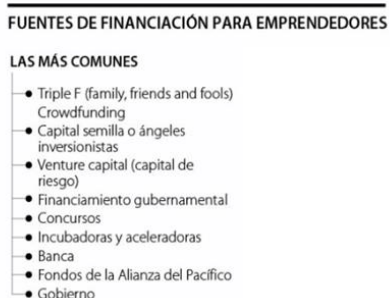 FUENTES DE FINANCIACIÓN PARA EMPRENDEDORES
LAS MÁS COMUNES
Triple F (family, friends and fools)
Crowdfunding
Capital semilla o ángeles
inversionistas
Venture capital (capital de
riesgo)
Financiamiento gubernamental
Concursos
Incubadoras y aceleradoras
Banca
Fondos de la Alianza del Pacífico
Gobierno